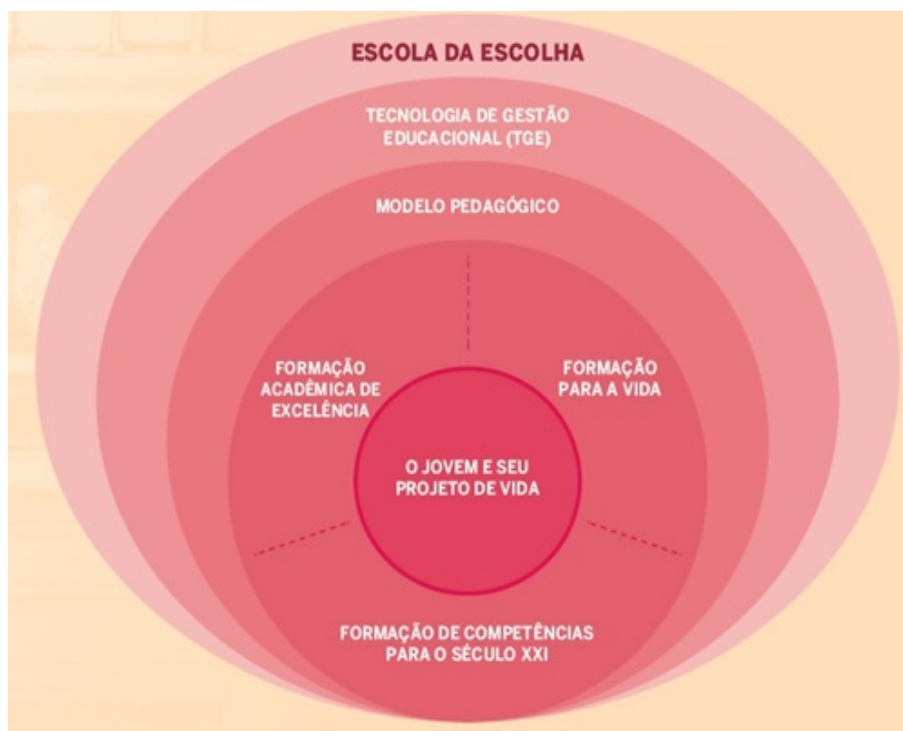 ESCOLA DA ESCOLHA
TECNOLOGIA DE GESTÃO
EDUCACIONAL (TGE)
MODELO PEDAGÓGICO
FORMAÇÃO
ACADÊMICA DE
EXCELÊNCIA
FORMAÇÃO
PARA A VIDA
O JOVEM E SEU
PROJETO DE VIDA
FORMAÇÃO DE COMPETÊNCIAS
PARA O SÉCULO XXI